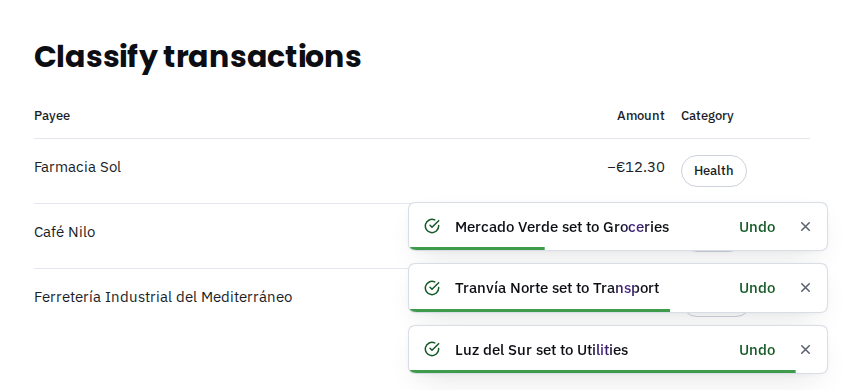 Classify transactions
Payee Amount Category
Farmacia Sol −€12.30 Health
Café Nilo
Mercado Verde set to Groceries Undo
Tranvía Norte set to Transport Undo
Ferretería Industrial del Mediterráneo
Luz del Sur set to Utilities Undo